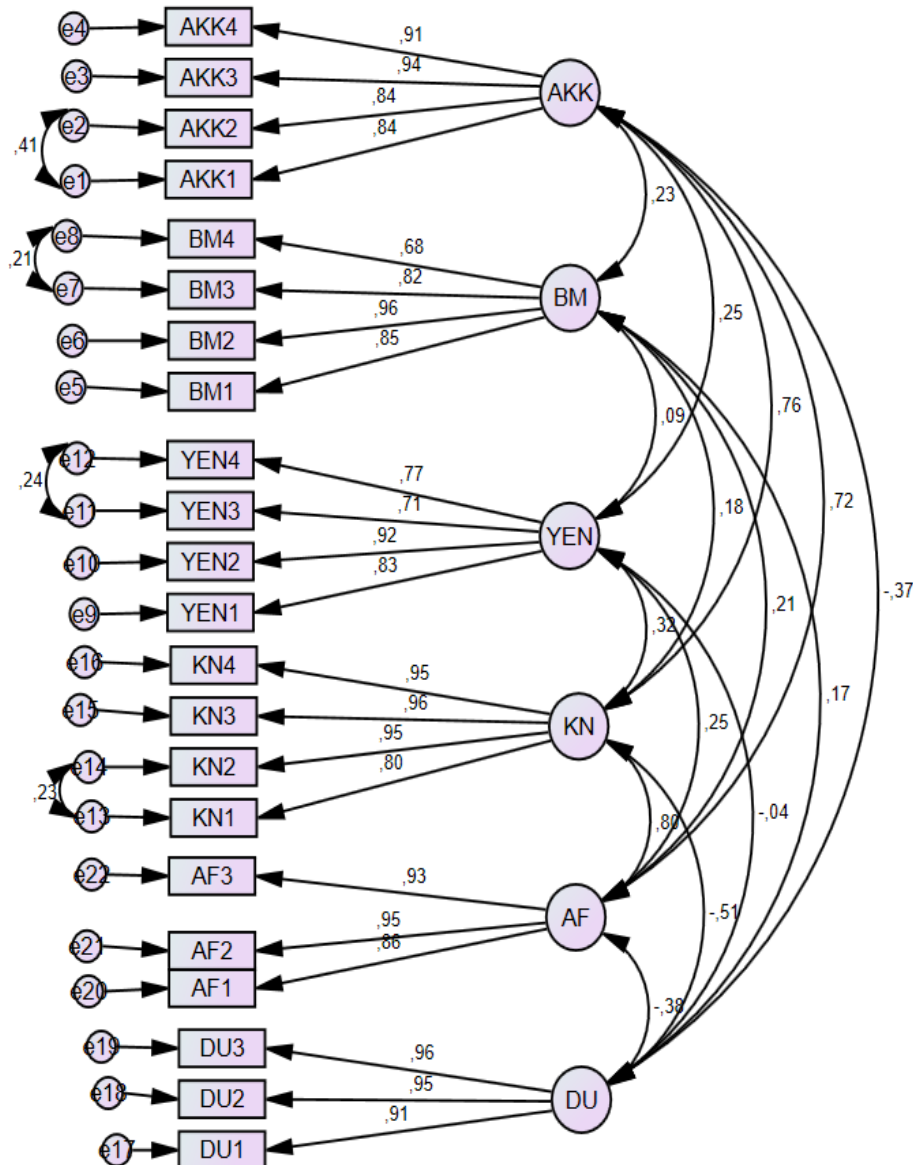 e4 AKK4
,91
e3 AKK3
,94
AKK
e2 AKK2
,84
,41
e1 AKK1
,84
,23
e8 BM4
,68
,21
e7 BM3
,82
BM
,25
e6 BM2
,96
e5 BM1
,85
,76
,09
e12 YEN4
,77
,24
e11 YEN3
,71
YEN
,18
,72
e10 YEN2
,92
e9 YEN1
,83
,21
-,37
,32
e16 KN4
,95
,17
e15 KN3
,96
KN
,25
e14 KN2
,95
,23
e13 KN1
,80
,80
-,04
e22 AF3
,93
AF
-,51
e21 AF2
,95
e20 AF1
,86
-,38
e19 DU3
,96
e18 DU2
,95
DU
e17 DU1
,91